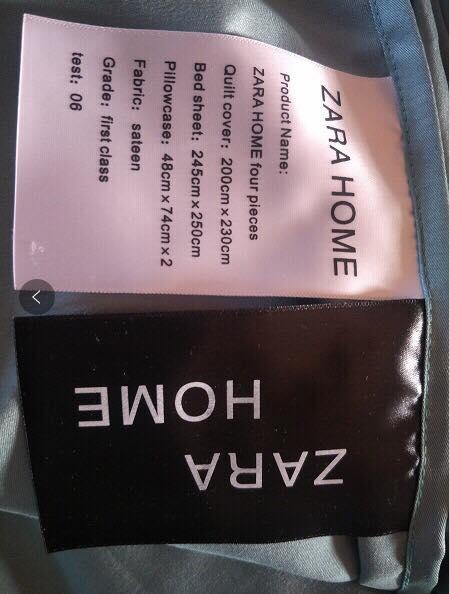 ZARA HOME
Product Name:
ZARA HOME four pieces
Quilt cover: 200cm x 230cm
Bed sheet: 245cm x 250cm
Pillowcase: 48cm x 74cm x 2
Fabric: sateen
Grade: first class
test: 06
ZARA
HOME